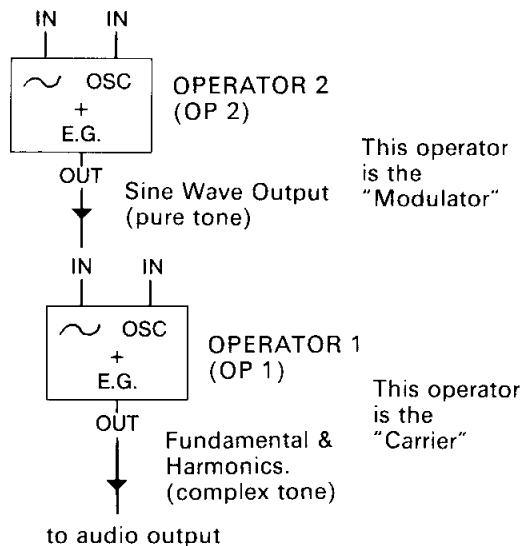 IN IN
OSC
+
E.G.
OUT
OPERATOR 2
(OP 2)
This operator
is the
"Modulator"
Sine Wave Output
(pure tone)
IN IN
OSC
+
E.G.
OUT
OPERATOR 1
(OP 1)
This operator
is the
"Carrier"
Fundamental &
Harmonics.
(complex tone)
to audio output